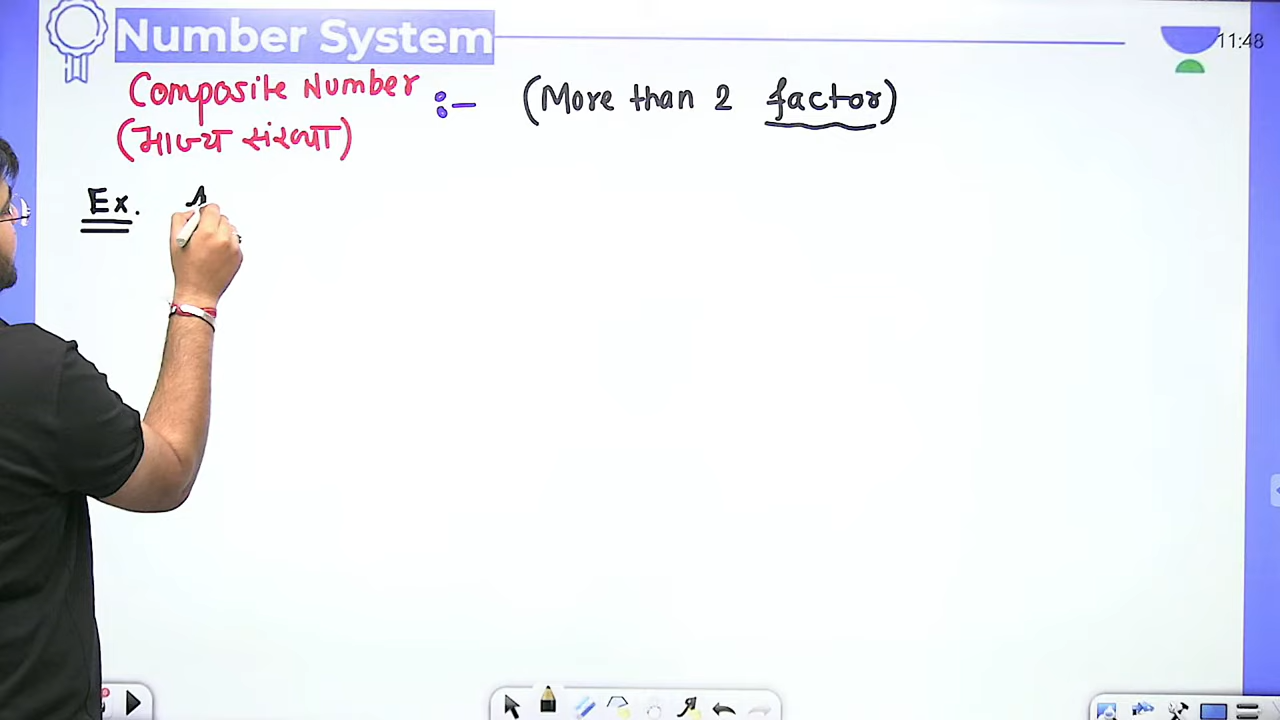 Number System
11:48
Composite Number :- (More than 2 factor)
(भाज्य संख्या)
Ex.